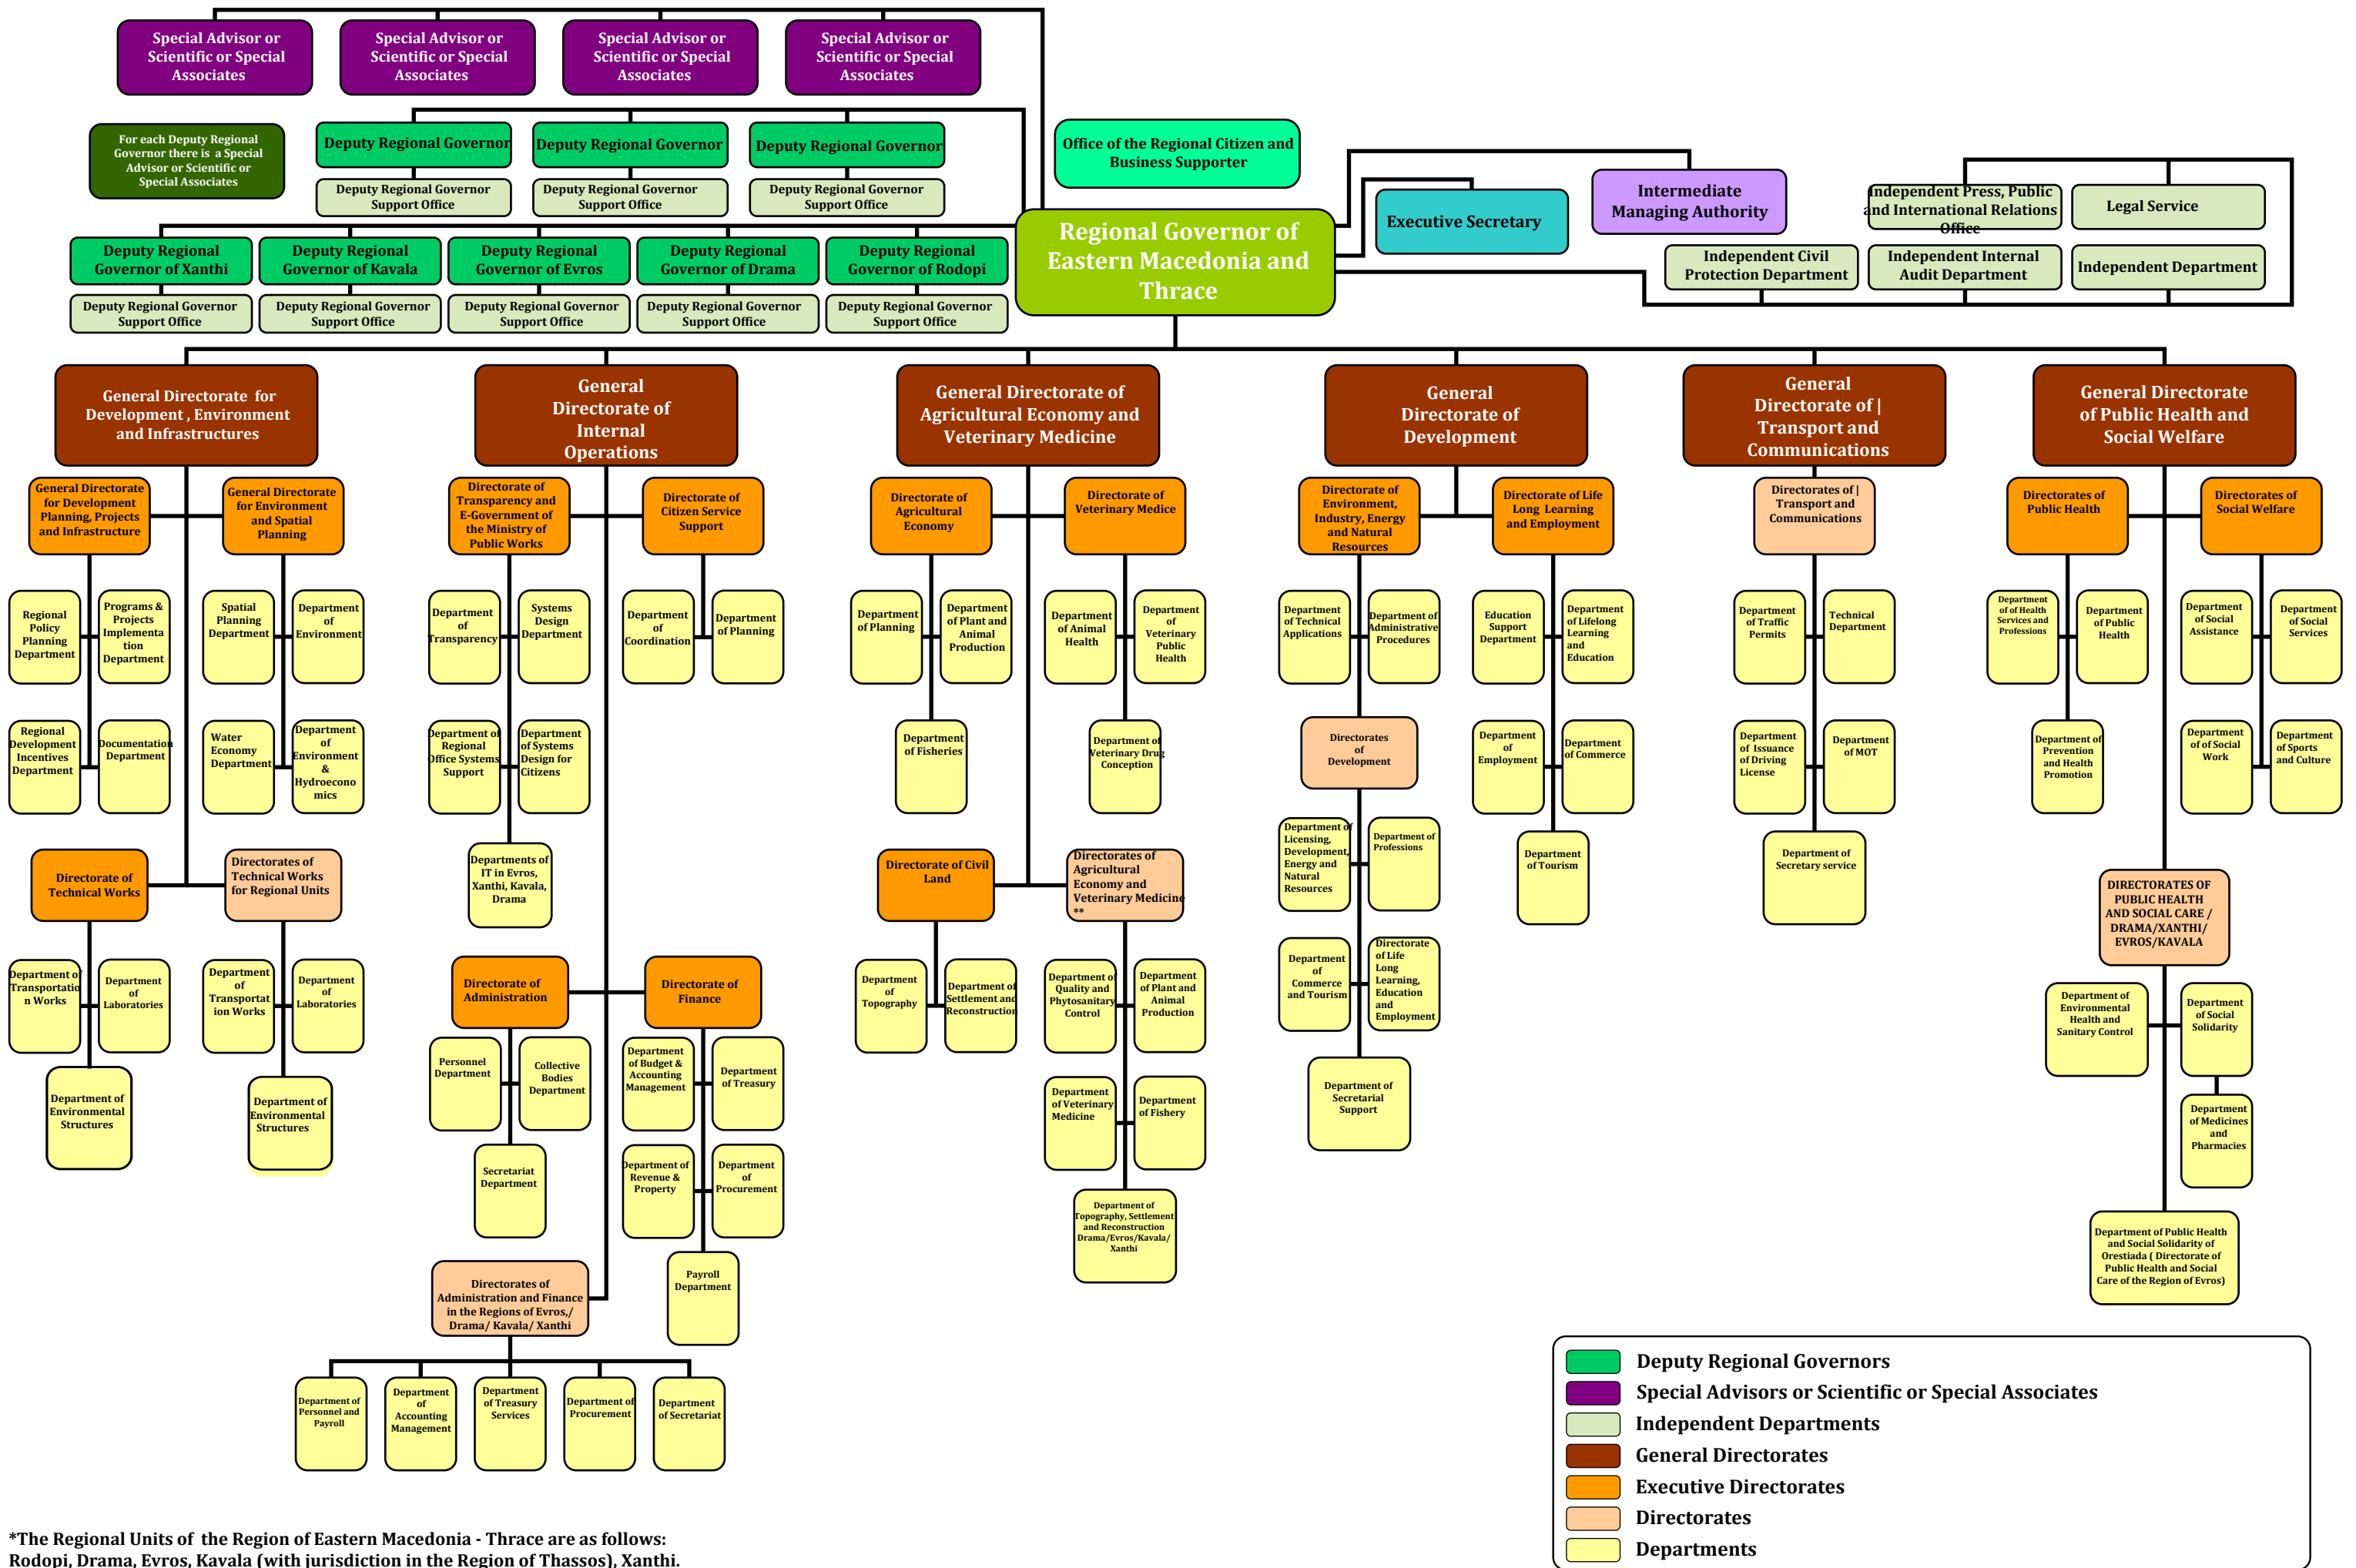 Special Advisor or
Scientific or Special
Associates
Special Advisor or
Scientific or Special
Associates
Special Advisor or
Scientific or Special
Associates
Special Advisor or
Scientific or Special
Associates
For each Deputy Regional
Governor there is a Special
Advisor or Scientific or
Special Associates
Deputy Regional Governor
Deputy Regional Governor
Deputy Regional Governor
Deputy Regional Governor
Support Office
Deputy Regional Governor
Support Office
Deputy Regional Governor
Support Office
Office of the Regional Citizen and
Business Supporter
Executive Secretary
Intermediate
Managing Authority
Independent Press, Public
and International Relations
Office
Legal Service
Independent Civil
Protection Department
Independent Internal
Audit Department
Independent Department
Regional Governor of
Eastern Macedonia and
Thrace
Deputy Regional
Governor of Xanthi
Deputy Regional
Governor of Kavala
Deputy Regional
Governor of Evros
Deputy Regional
Governor of Drama
Deputy Regional
Governor of Rodopi
Deputy Regional Governor
Support Office
Deputy Regional Governor
Support Office
Deputy Regional Governor
Support Office
Deputy Regional Governor
Support Office
Deputy Regional Governor
Support Office
General Directorate for
Development , Environment
and Infrastructures
General
Directorate of
Internal
Operations
General Directorate of
Agricultural Economy and
Veterinary Medicine
General
Directorate of
Development
General
Directorate of |
Transport and
Communications
General Directorate
of Public Health and
Social Welfare
General Directorate
for Development
Planning, Projects
and Infrastructure
General Directorate
for Environment
and Spatial
Planning
Directorate of
Transparency and
E-Government of
the Ministry of
Public Works
Directorate of
Citizen Service
Support
Directorate of
Agricultural
Economy
Directorate of
Veterinary Medice
Directorate of
Environment,
Industry, Energy
and Natural
Resources
Directorate of Life
Long Learning
and Employment
Directorates of |
Transport and
Communications
Directorates of
Public Health
Directorates of
Social Welfare
Regional
Policy
Planning
Department
Programs &
Projects
Implementa
tion
Department
Spatial
Planning
Department
Department
of
Environment
Department
of
Transparency
Systems
Design
Department
Department
of
Coordination
Department
of Planning
Department
of Planning
Department
of Plant and
Animal
Production
Department
of Animal
Health
Department
of
Veterinary
Public
Health
Department
of Technical
Applications
Department of
Administrative
Procedures
Education
Support
Department
Department
of Lifelong
Learning
and
Education
Department
of Traffic
Permits
Technical
Department
Department
of of Health
Services and
Professions
Department
of Public
Health
Department
of Social
Assistance
Department
of Social
Services
Regional
Development
Incentives
Department
Documentation
Department
Water
Economy
Department
Department
of
Environment
&
Hydroecono
mics
Department of
Regional
Office Systems
Support
Department
of Systems
Design for
Citizens
Department
of Fisheries
Department of
Veterinary Drug
Conception
Directorates
of
Development
Department
of
Employment
Department
of Commerce
Department
of Issuance
of Driving
License
Department
of MOT
Department of
Prevention
and Health
Promotion
Department
of of Social
Work
Department
of Sports
and Culture
Directorate of
Technical Works
Directorates of
Technical Works
for Regional Units
Departments of
IT in Evros,
Xanthi, Kavala,
Drama
Directorate of Civil
Land
Directorates of
Agricultural
Economy and
Veterinary Medicine
**
Department of
Licensing,
Development,
Energy and
Natural
Resources
Department of
Professions
Department
of Tourism
Department of
Secretary service
DIRECTORATES OF
PUBLIC HEALTH
AND SOCIAL CARE /
DRAMA/XANTHI/
EVROS/KAVALA
Department of
Transportatio
n Works
Department
of
Laboratories
Department
of
Transportat
ion Works
Department
of
Laboratories
Directorate of
Administration
Directorate of
Finance
Department
of
Topography
Department of
Settlement and
Reconstruction
Department of
Quality and
Phytosanitary
Control
Department
of Plant and
Animal
Production
Department
of
Commerce
and Tourism
Directorate
of Life
Long
Learning,
Education
and
Employment
Department of
Environmental
Health and
Sanitary Control
Department
of Social
Solidarity
Department of
Environmental
Structures
Department of
Environmental
Structures
Personnel
Department
Collective
Bodies
Department
Department
of Budget &
Accounting
Management
Department
of Treasury
Department
of Veterinary
Medicine
Department
of Fishery
Department of
Secretarial
Support
Department
of Medicines
and
Pharmacies
Secretariat
Department
Department of
Revenue &
Property
Department
of
Procurement
Department of
Topography, Settlement
and Reconstruction
Drama/Evros/Kavala/
Xanthi
Department of Public Health
and Social Solidarity of
Orestiada ( Directorate of
Public Health and Social
Care of the Region of Evros)
Directorates of
Administration and Finance
in the Regions of Evros,/
Drama/ Kavala/ Xanthi
Payroll
Department
Department of
Personnel and
Payroll
Department
of
Accounting
Management
Department
of Treasury
Services
Department of
Procurement
Department
of Secretariat
Deputy Regional Governors
Special Advisors or Scientific or Special Associates
Independent Departments
General Directorates
Executive Directorates
Directorates
Departments
*The Regional Units of the Region of Eastern Macedonia - Thrace are as follows:
Rodopi, Drama, Evros, Kavala (with jurisdiction in the Region of Thassos), Xanthi.